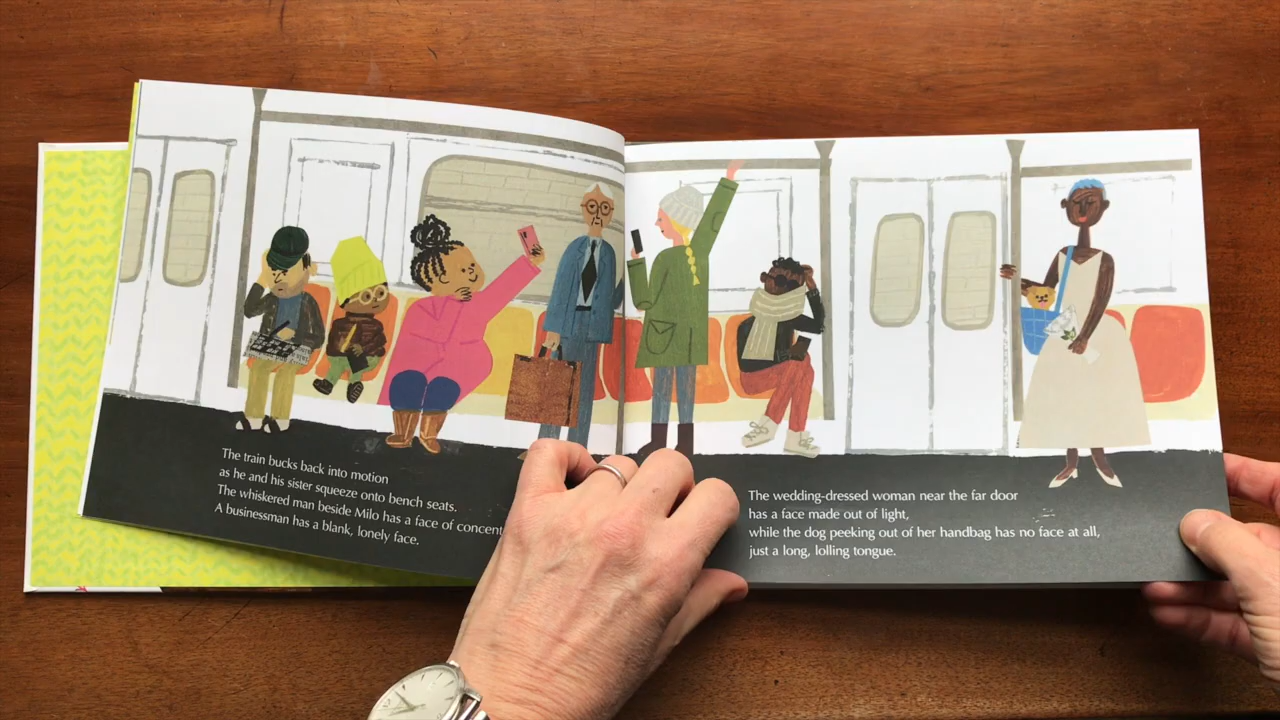 The train bucks back into motion
as he and his sister squeeze onto bench seats.
The whiskered man beside Milo has a face of
A businessman has a blank, lonely face.
The wedding-dressed woman near the far door
has a face made out of light,
while the dog peeking out of her handbag has no face at all,
just a long, lolling tongue.